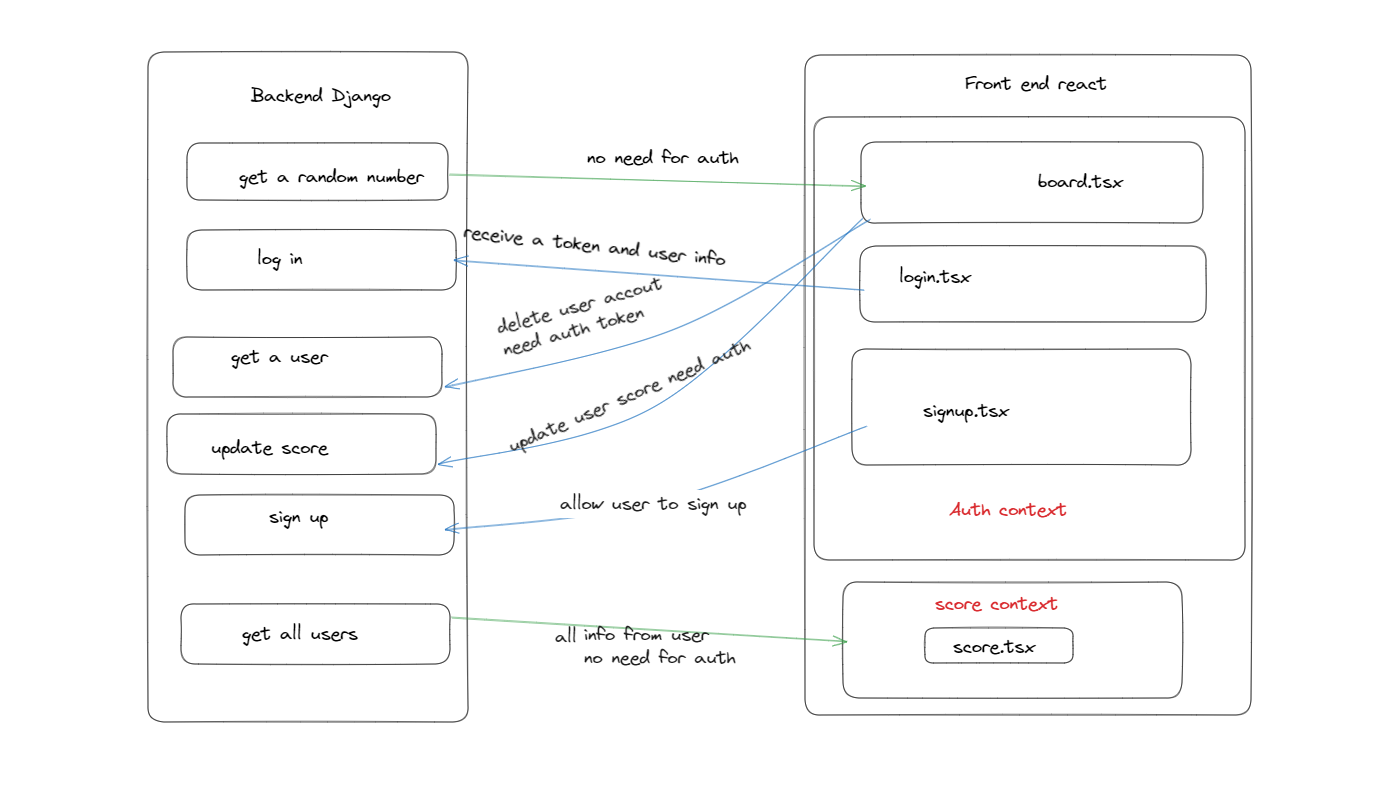 Backend Django
get a random number
log in
get a user
update score
sign up
get all users
no need for auth
receive a token and user info
delete user accout
need auth token
update user score need auth
allow user to sign up
all info from user
no need for auth
Front end react
board.tsx
login.tsx
signup.tsx
Auth context
score context
score.tsx